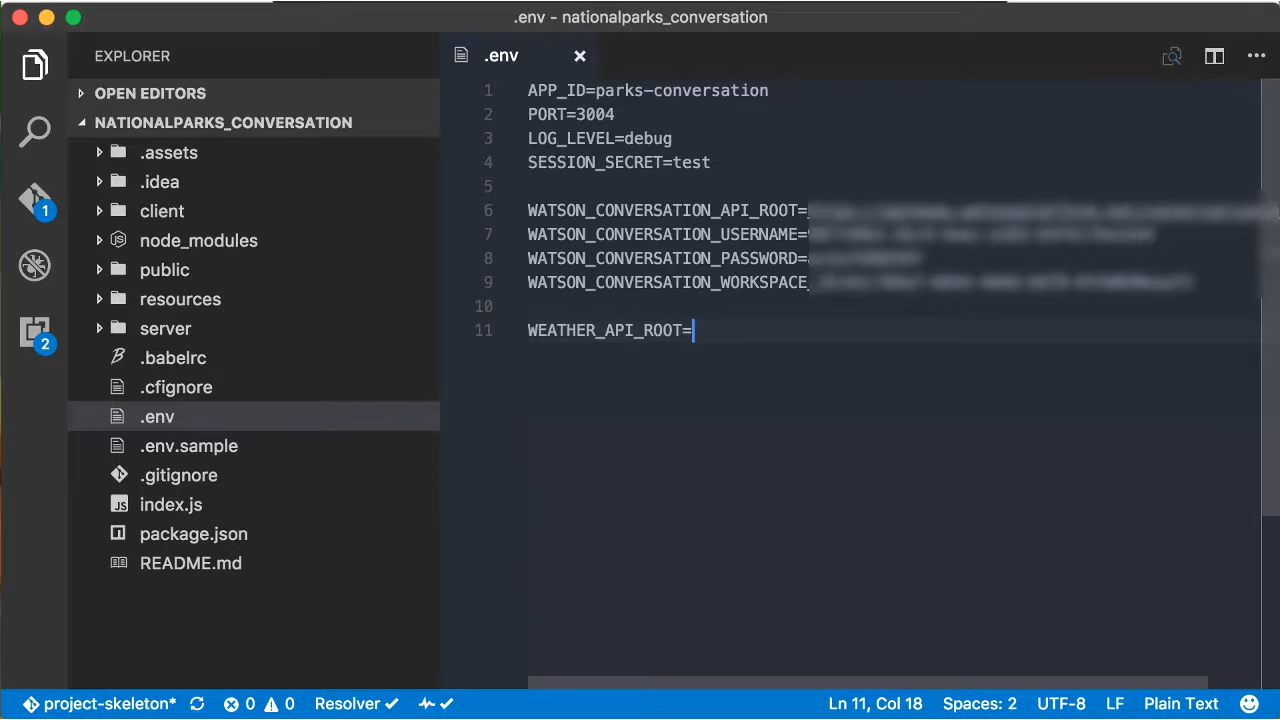 .env - nationalparks_conversation
EXPLORER
OPEN EDITORS
NATIONALPARKS_CONVERSATION
.assets
.idea
client
node_modules
public
resources
server
.babelrc
.cfignore
.env
.env.sample
.gitignore
index.js
package.json
README.md
1
2
.env
1 APP_ID=parks-conversation
2 PORT=3004
3 LOG_LEVEL=debug
4 SESSION_SECRET=test
5
6 WATSON_CONVERSATION_API_ROOT=
7 WATSON_CONVERSATION_USERNAME=
8 WATSON_CONVERSATION_PASSWORD=
9 WATSON_CONVERSATION_WORKSPACE_
10
11 WEATHER_API_ROOT=
project-skeleton* 0 0 Resolver Ln 11, Col 18 Spaces: 2 UTF-8 LF Plain Text